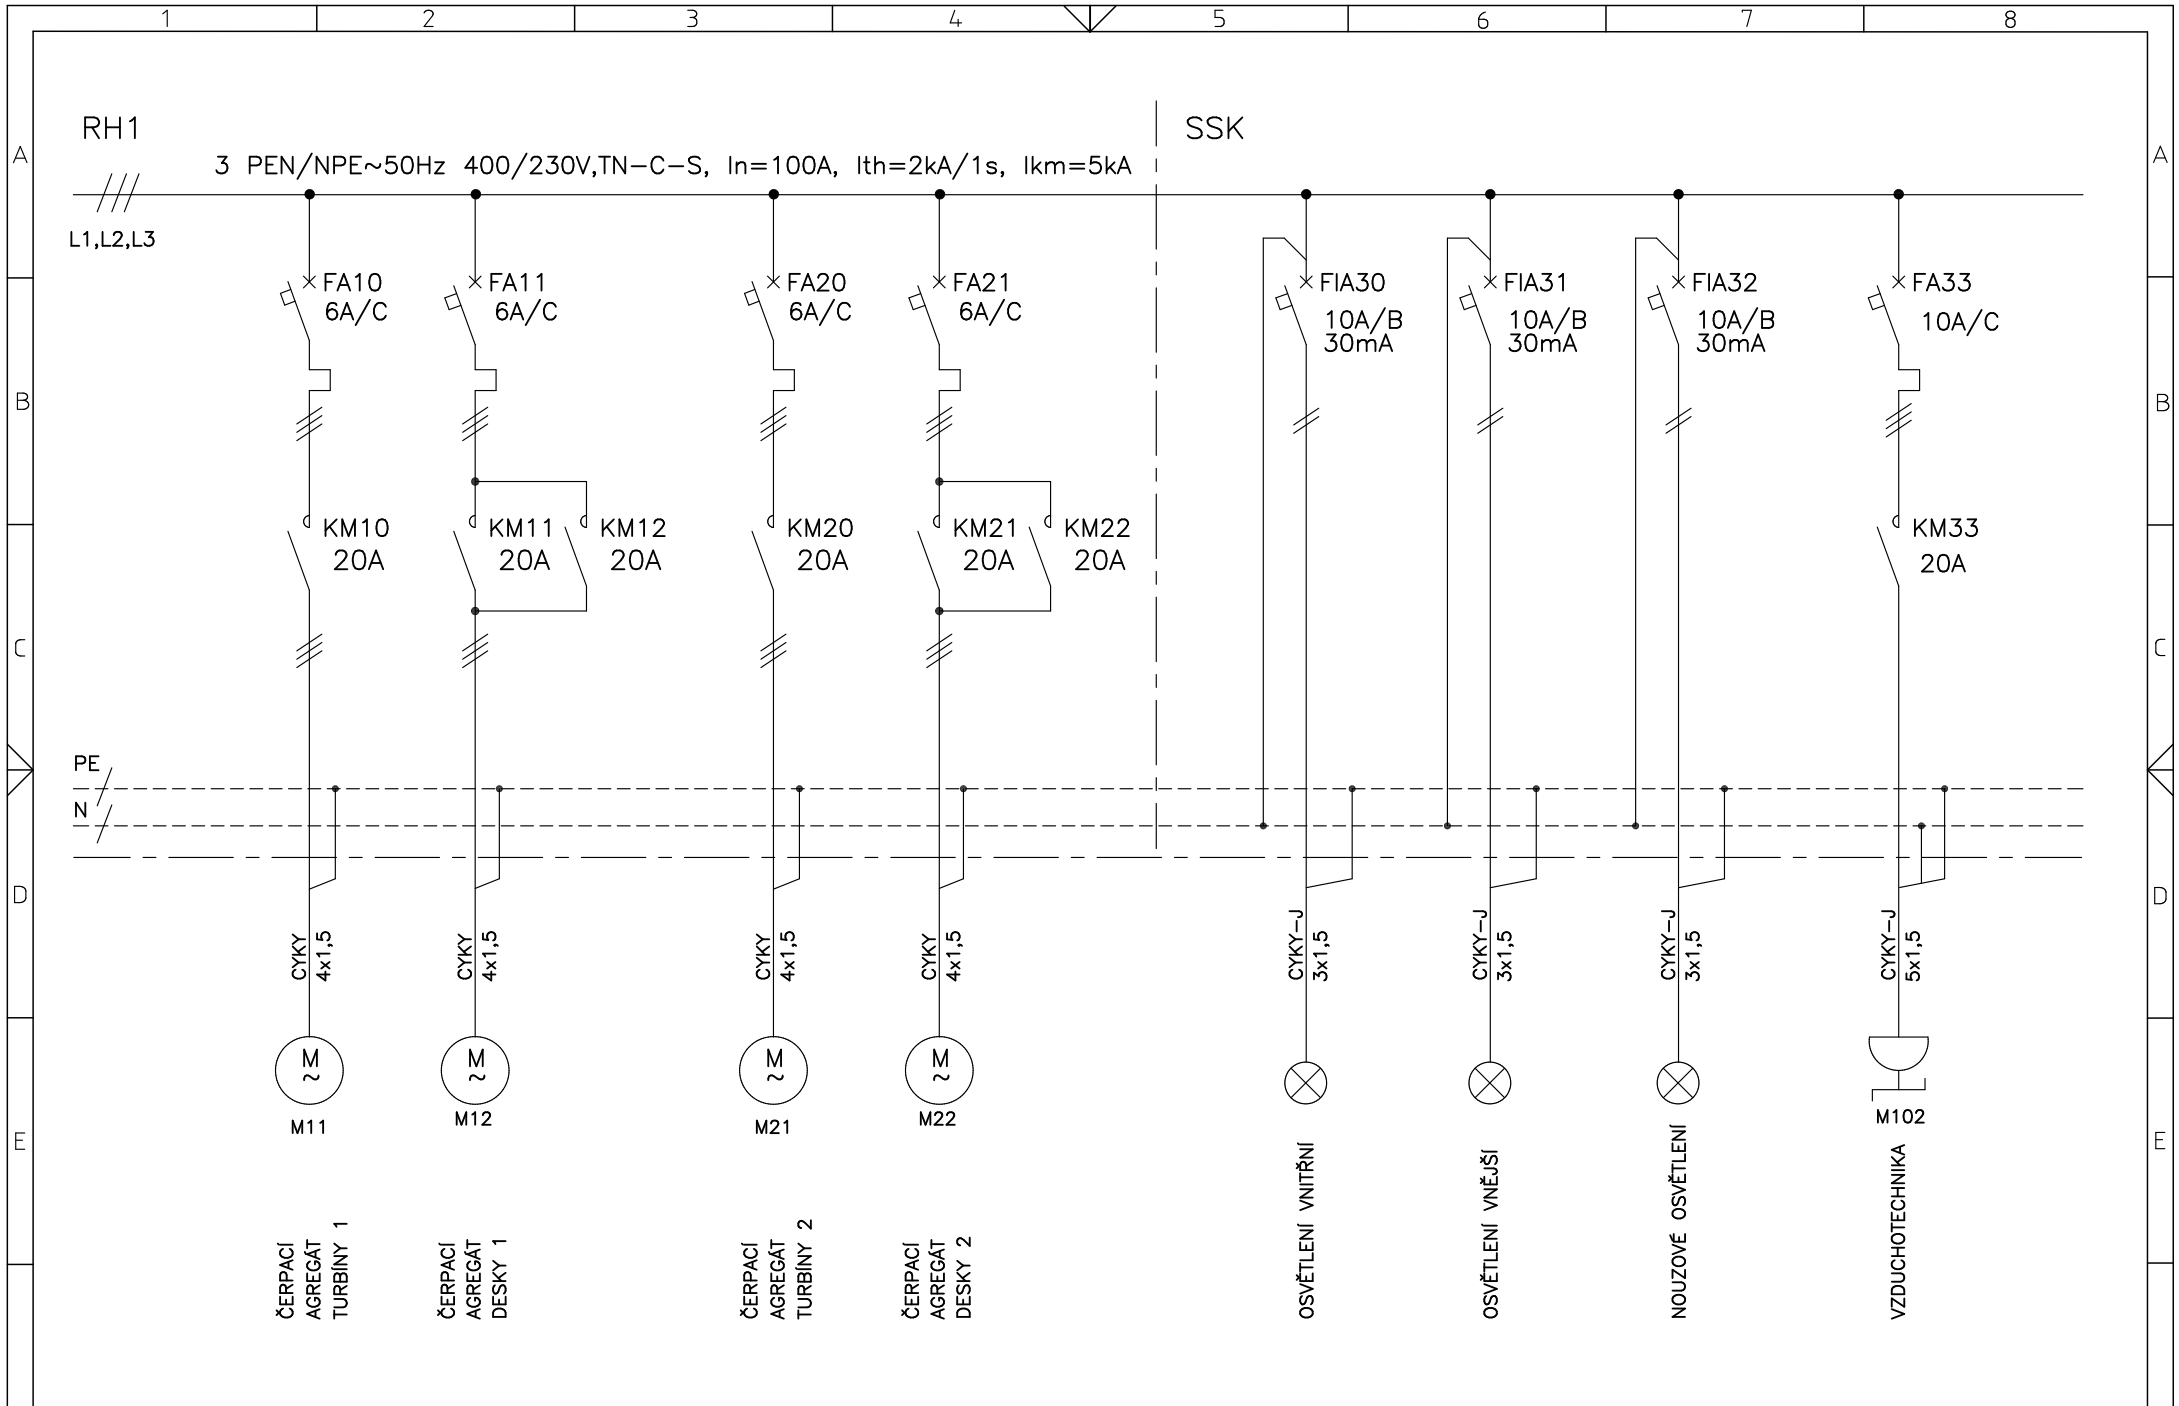 1 2 3 4 5 6 7 8
RH1
SSK
A
A
3 PEN/NPE~50Hz 400/230V,TN-C-S, In=100A, Ith=2kA/1s, Ikm=5kA
L1,L2,L3
FA10
6A/C
FA11
6A/C
FA20
6A/C
FA21
6A/C
FIA30
10A/B
30mA
FIA31
10A/B
30mA
FIA32
10A/B
30mA
FA33
10A/C
B
B
KM10
20A
KM11
20A
KM12
20A
KM20
20A
KM21
20A
KM22
20A
KM33
20A
C
C
PE
N
D
D
CYKY
4x1,5
CYKY
4x1,5
CYKY
4x1,5
CYKY
4x1,5
CYKY-J
3x1,5
CYKY-J
3x1,5
CYKY-J
3x1,5
CYKY-J
5x1,5
M
~
M11
M
~
M12
M
~
M21
M
~
M22
M102
E
E
ČERPACÍ
AGREGÁT
TURBÍNY 1
ČERPACÍ
AGREGÁT
DESKY 1
ČERPACÍ
AGREGÁT
TURBÍNY 2
ČERPACÍ
AGREGÁT
DESKY 2
OSVĚTLENÍ VNITŘNÍ
OSVĚTLENÍ VNĚJŠÍ
NOUZOVÉ OSVĚTLENÍ
VZDUCHOTECHNIKA